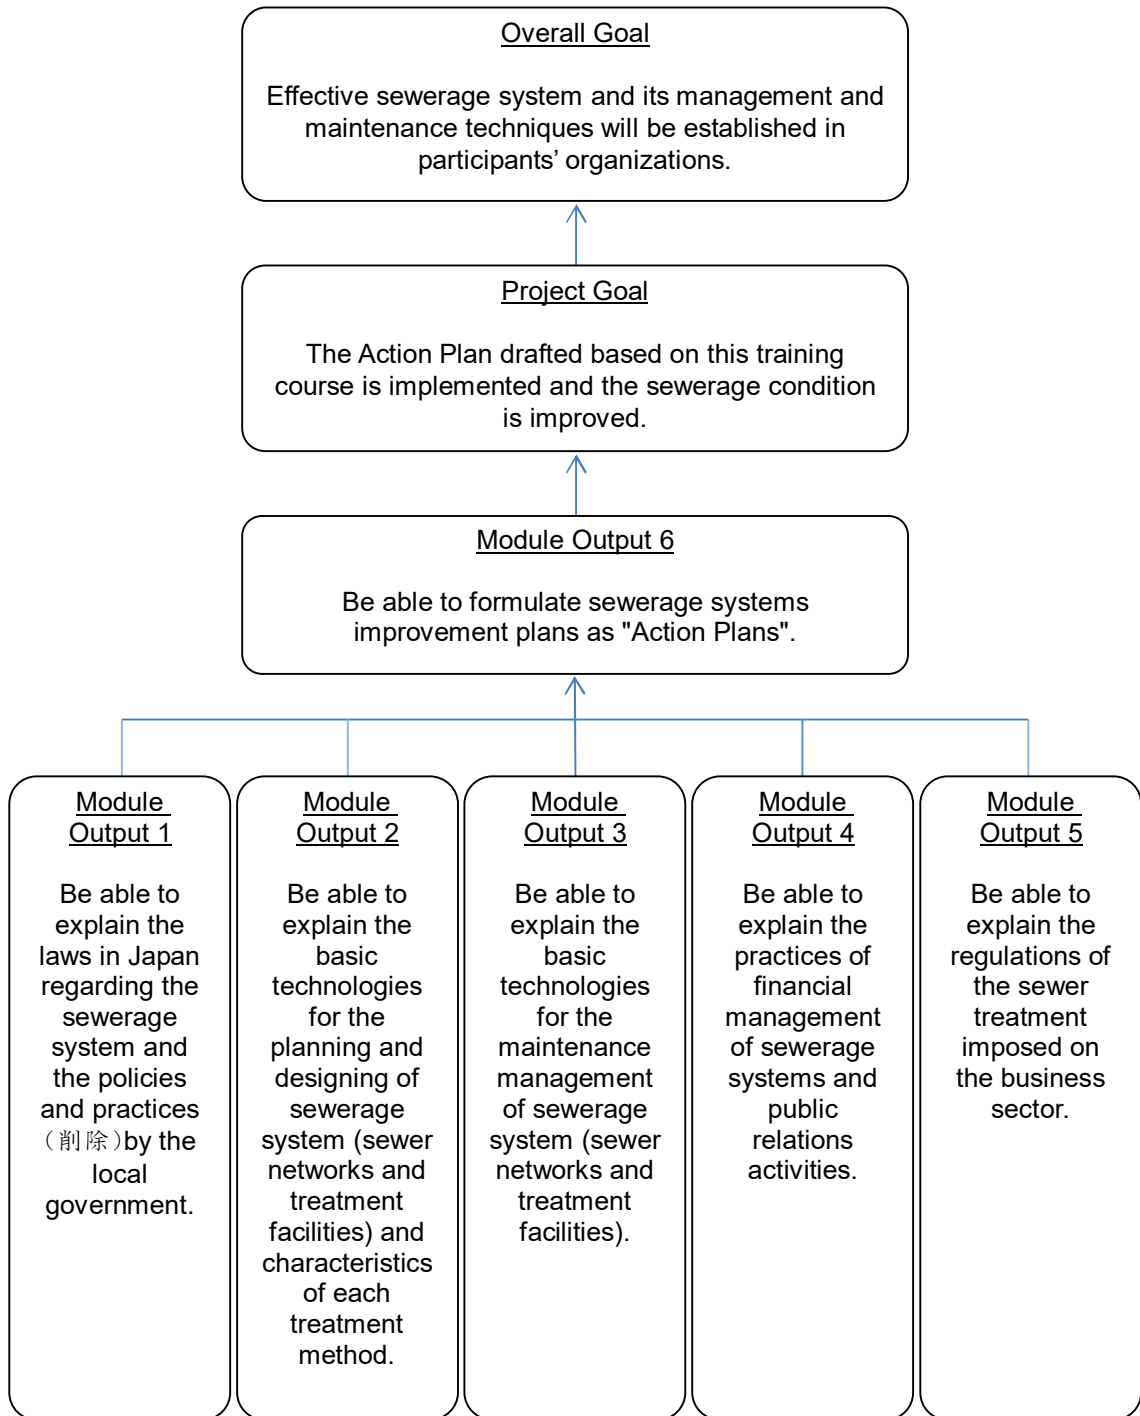 Overall Goal
Effective sewerage system and its management and
maintenance techniques will be established in
participants’ organizations.
Project Goal
The Action Plan drafted based on this training
course is implemented and the sewerage condition
is improved.
Module Output 6
Be able to formulate sewerage systems
improvement plans as "Action Plans".
Module
Output 1
Be able to
explain the
laws in Japan
regarding the
sewerage
system and
the policies
and practices
（削除）by the
local
government.
Module
Output 2
Be able to
explain the
basic
technologies
for the
planning and
designing of
sewerage
system (sewer
networks and
treatment
facilities) and
characteristics
of each
treatment
method.
Module
Output 3
Be able to
explain the
basic
technologies
for the
maintenance
management
of sewerage
system (sewer
networks and
treatment
facilities).
Module
Output 4
Be able to
explain the
practices of
financial
management
of sewerage
systems and
public
relations
activities.
Module
Output 5
Be able to
explain the
regulations of
the sewer
treatment
imposed on
the business
sector.